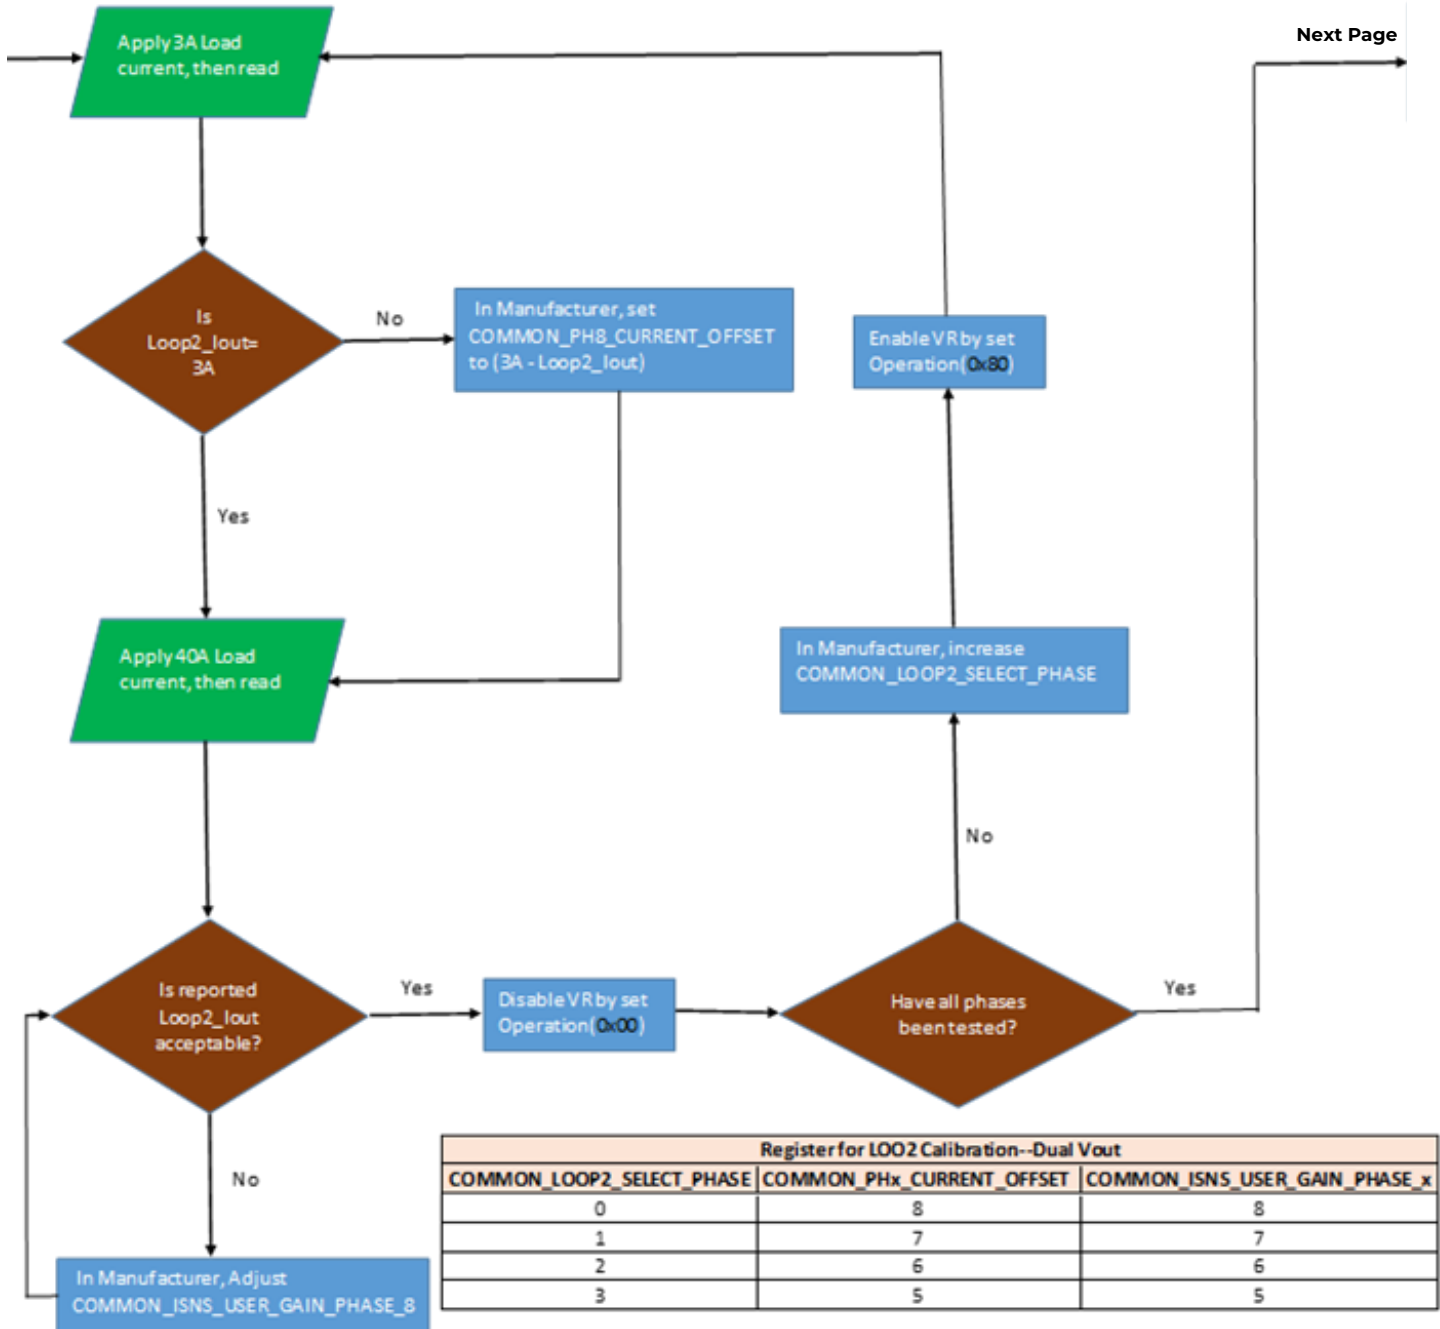 Next Page
Apply 3A Load
current, then read
Is
Loop2_Iout=
3A
No
In Manufacturer, set
COMMON_PH8_CURRENT_OFFSET
to (3A - Loop2_Iout)
Enable VR by set
Operation(0x80)
Yes
Apply 40A Load
current, then read
In Manufacturer, increase
COMMON_LOOP2_SELECT_PHASE
No
Is reported
Loop2_Iout
acceptable?
Yes
Disable VR by set
Operation(0x00)
Have all phases
been tested?
Yes
No
In Manufacturer, Adjust
COMMON_ISNS_USER_GAIN_PHASE_8
Register for LOO2 Calibration--Dual Vout
COMMON_LOOP2_SELECT_PHASE COMMON_PHx_CURRENT_OFFSET COMMON_ISNS_USER_GAIN_PHASE_x
0 8 8
1 7 7
2 6 6
3 5 5